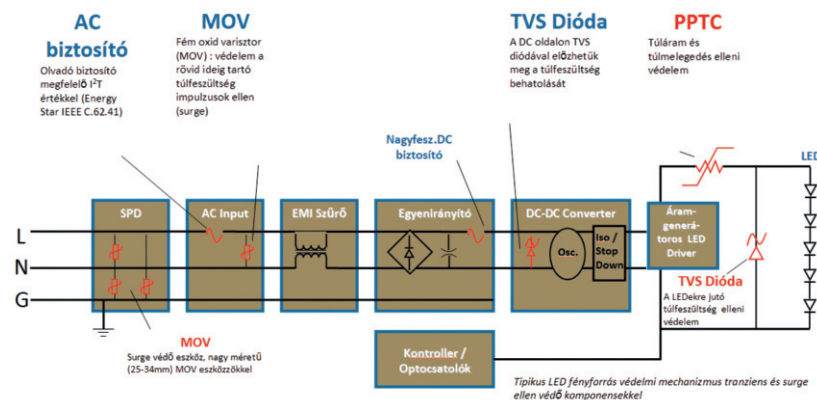 AC
biztosító
Olvadó biztosító
megfelelő I²T
értékkel (Energy
Star IEEE C.62.41)
MOV
Fém oxid varisztor
(MOV) : védelem a
rövid ideig tartó
túlfeszültség
impulzusok ellen
(surge)
TVS Dióda
A DC oldalon TVS
diódával előzhetük
meg a túlfeszültség
behatolását
PPTC
Túláram és
túlmelegedés elleni
védelem
Nagyfesz.DC
biztosító
LED
SPD
AC Input
EMI Szűrő
Egyenirányító
DC-DC Converter
Osc.
Iso /
Stop
Down
Áram-
generá-
toros LED
Driver
L
N
G
TVS Dióda
A LEDekre jutó
túlfeszültség elleni
védelem
MOV
Surge védő eszköz, nagy méretű
(25-34mm) MOV eszközzökkel
Kontroller /
Optocsatolók
Tipikus LED fényforrás védelmi mechanizmus tranziens és surge
ellen védő komponensekkel